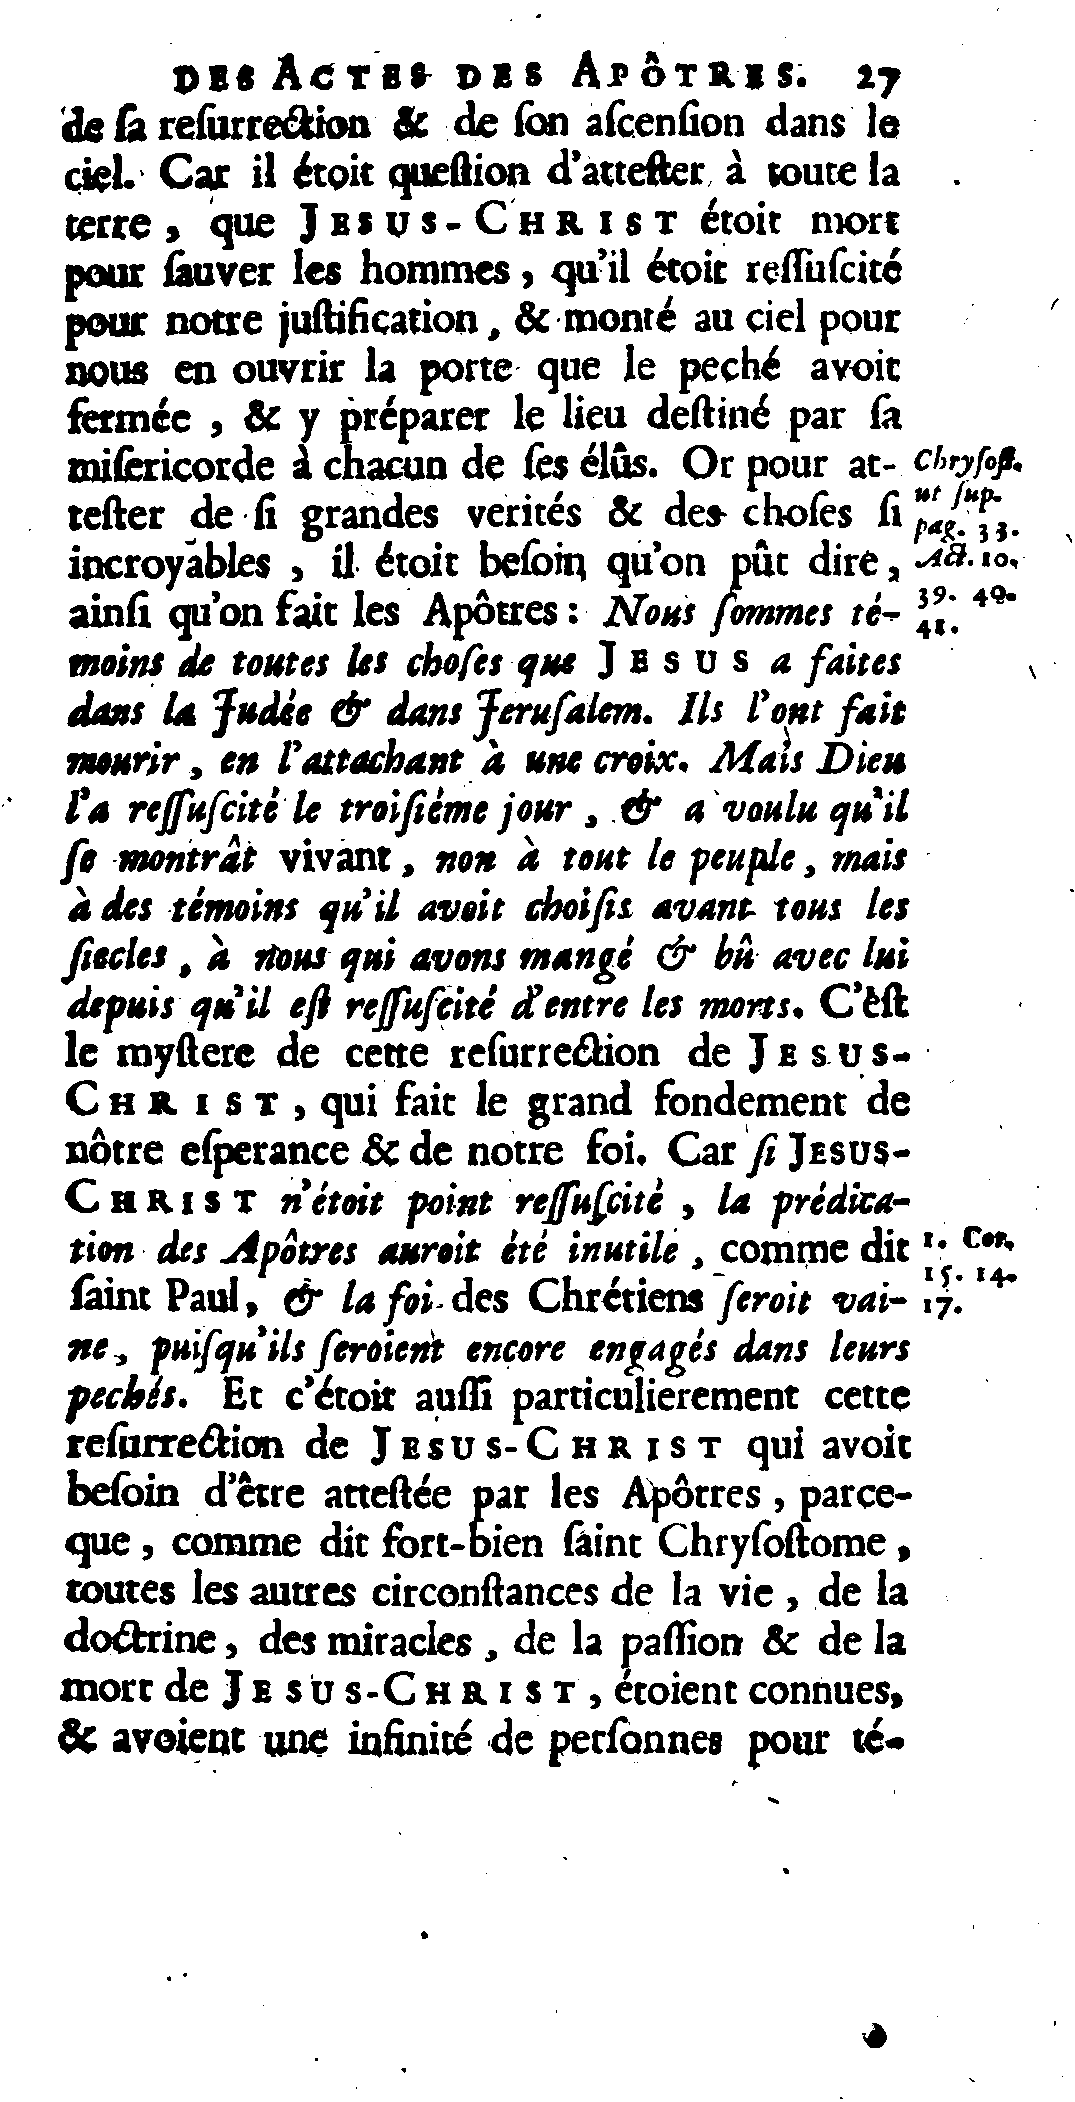 DES ACTES DES APÔTRES. 27
de ſa reſurrection & de ſon aſcenſion dans le
ciel. Car il étoit queſtion d'atteſter à toute la
terre, que JESUS-CHRIST étoit mort
pour ſauver les hommes, qu'il étoit reſſuſcité
pour notre juſtification, & monté au ciel pour
nous en ouvrir la porte que le peché avoit
fermée, & y préparer le lieu deſtiné par ſa
miſericorde à chacun de ſes élûs. Or pour at-
teſter de ſi grandes verités & des choſes ſi
incroyables, il étoit beſoin qu'on pût dire,
ainſi qu'on fait les Apôtres: Nous ſommes té-
moins de toutes les choſes que JESUS a faites
dans la Judée & dans Jeruſalem. Ils l'ont fait
mourir, en l'attachant à une croix. Mais Dieu
l'a reſſuſcité le troiſiéme jour, & a voulu qu'il
ſe montrât vivant, non à tout le peuple, mais
à des témoins qu'il avoit choiſis avant tous les
ſiecles, à nous qui avons mangé & bû avec lui
depuis qu'il eſt reſſuſcité d'entre les morts. C'èſt
le myſtere de cette reſurrection de JESUS-
CHRIST, qui fait le grand fondement de
nôtre eſperance & de notre foi. Car ſi JESUS-
CHRIST n'étoit point reſſuſcité, la prédica-
tion des Apôtres auroit été inutile, comme dit
ſaint Paul, & la foi des Chrétiens ſeroit vai-
ne, puiſqu'ils ſeroient encore engagés dans leurs
pechés. Et c'étoit auſſi particulierement cette
reſurrection de JESUS-CHRIST qui avoit
beſoin d'être atteſtée par les Apôtres, parce-
que, comme dit fort-bien ſaint Chryſoſtome,
toutes les autres circonſtances de la vie, de la
doctrine, des miracles, de la paſſion & de la
mort de JESUS-CHRIST, étoient connues,
& avoient une infinité de perſonnes pour té-
Chryſoſt.
ut ſup.
pag. 33.
Act. 10.
39. 40.
41.
1. Cor.
15. 14.
17.